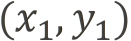 (x₁, y₁)